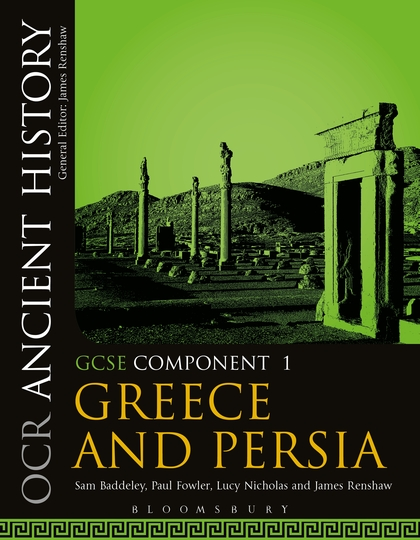 OCR ANCIENT HISTORY
General Editor: James Renshaw
GCSE COMPONENT 1
GREECE
AND PERSIA
Sam Baddeley, Paul Fowler, Lucy Nicholas and James Renshaw
BLOOMSBURY